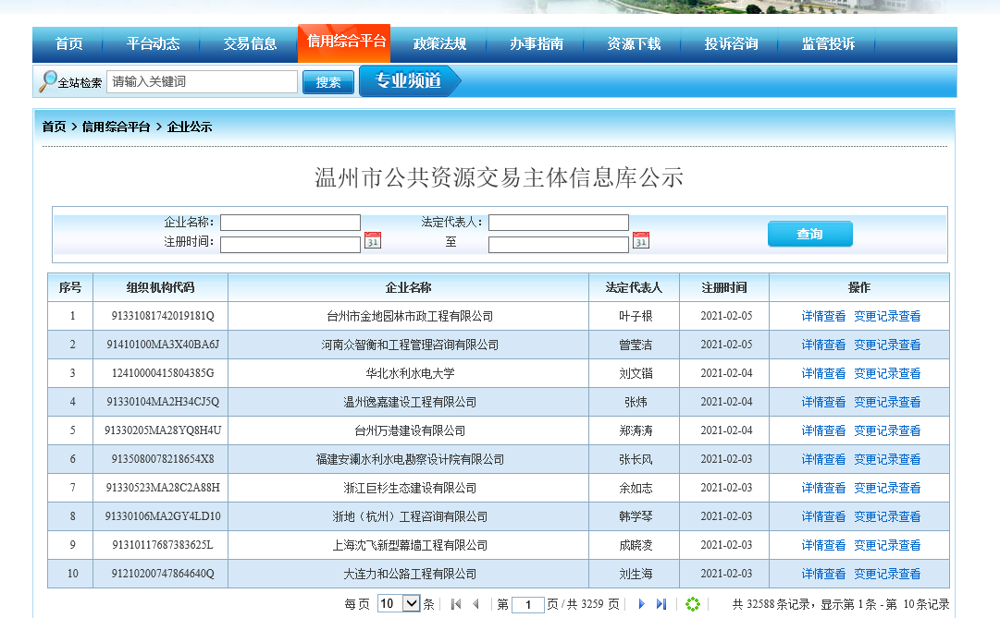 首页 平台动态 交易信息 信用综合平台 政策法规 办事指南 资源下载 投诉咨询 监管投诉
全站检索 请输入关键词 搜索 专业频道
首页 > 信用综合平台 > 企业公示
温州市公共资源交易主体信息库公示
企业名称： 法定代表人：
查询
注册时间： 31 至 31
序号 组织机构代码 企业名称 法定代表人 注册时间 操作
1 91331081742019181Q 台州市金地园林市政工程有限公司 叶子根 2021-02-05 详情查看 变更记录查看
2 91410100MA3X40BA6J 河南众智衡和工程管理咨询有限公司 曾莹洁 2021-02-05 详情查看 变更记录查看
3 12410000415804385G 华北水利水电大学 刘文锴 2021-02-04 详情查看 变更记录查看
4 91330104MA2H34CJ5Q 温州逸嘉建设工程有限公司 张炜 2021-02-04 详情查看 变更记录查看
5 91330205MA28YQ8H4U 台州万港建设有限公司 郑涛涛 2021-02-04 详情查看 变更记录查看
6 9135080078218654X8 福建安澜水利水电勘察设计院有限公司 张长风 2021-02-03 详情查看 变更记录查看
7 91330523MA28C2A88H 浙江巨杉生态建设有限公司 余如志 2021-02-03 详情查看 变更记录查看
8 91330106MA2GY4LD10 浙地（杭州）工程咨询有限公司 韩学琴 2021-02-03 详情查看 变更记录查看
9 91310117687383625L 上海沈飞新型幕墙工程有限公司 成晓凌 2021-02-03 详情查看 变更记录查看
10 91210200747864640Q 大连力和公路工程有限公司 刘生海 2021-02-03 详情查看 变更记录查看
每页 10 条 第 1 页/共 3259 页 共 32588条记录，显示第 1条 - 第 10条记录